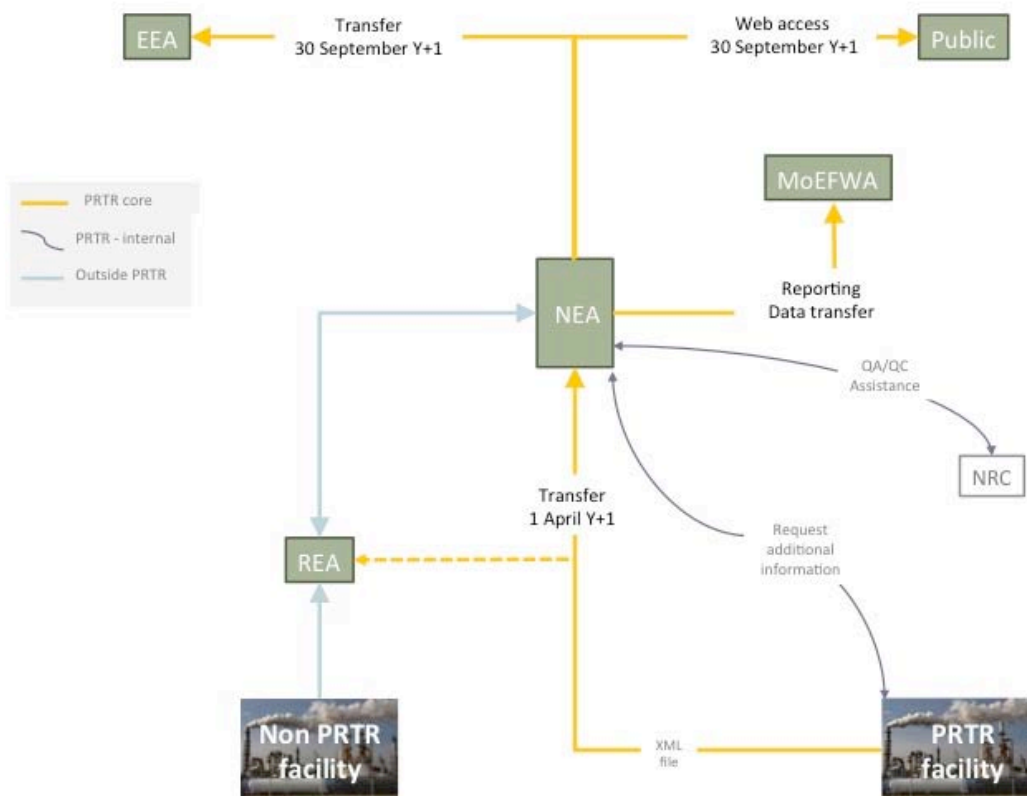 EEA
Transfer
30 September Y+1
Web access
30 September Y+1
Public
MoEFWA
PRTR core
PRTR - internal
Outside PRTR
NEA
Reporting
Data transfer
QA/QC
Assistance
NRC
Transfer
1 April Y+1
Request
additional
information
REA
Non PRTR
facility
XML
file
PRTR
facility